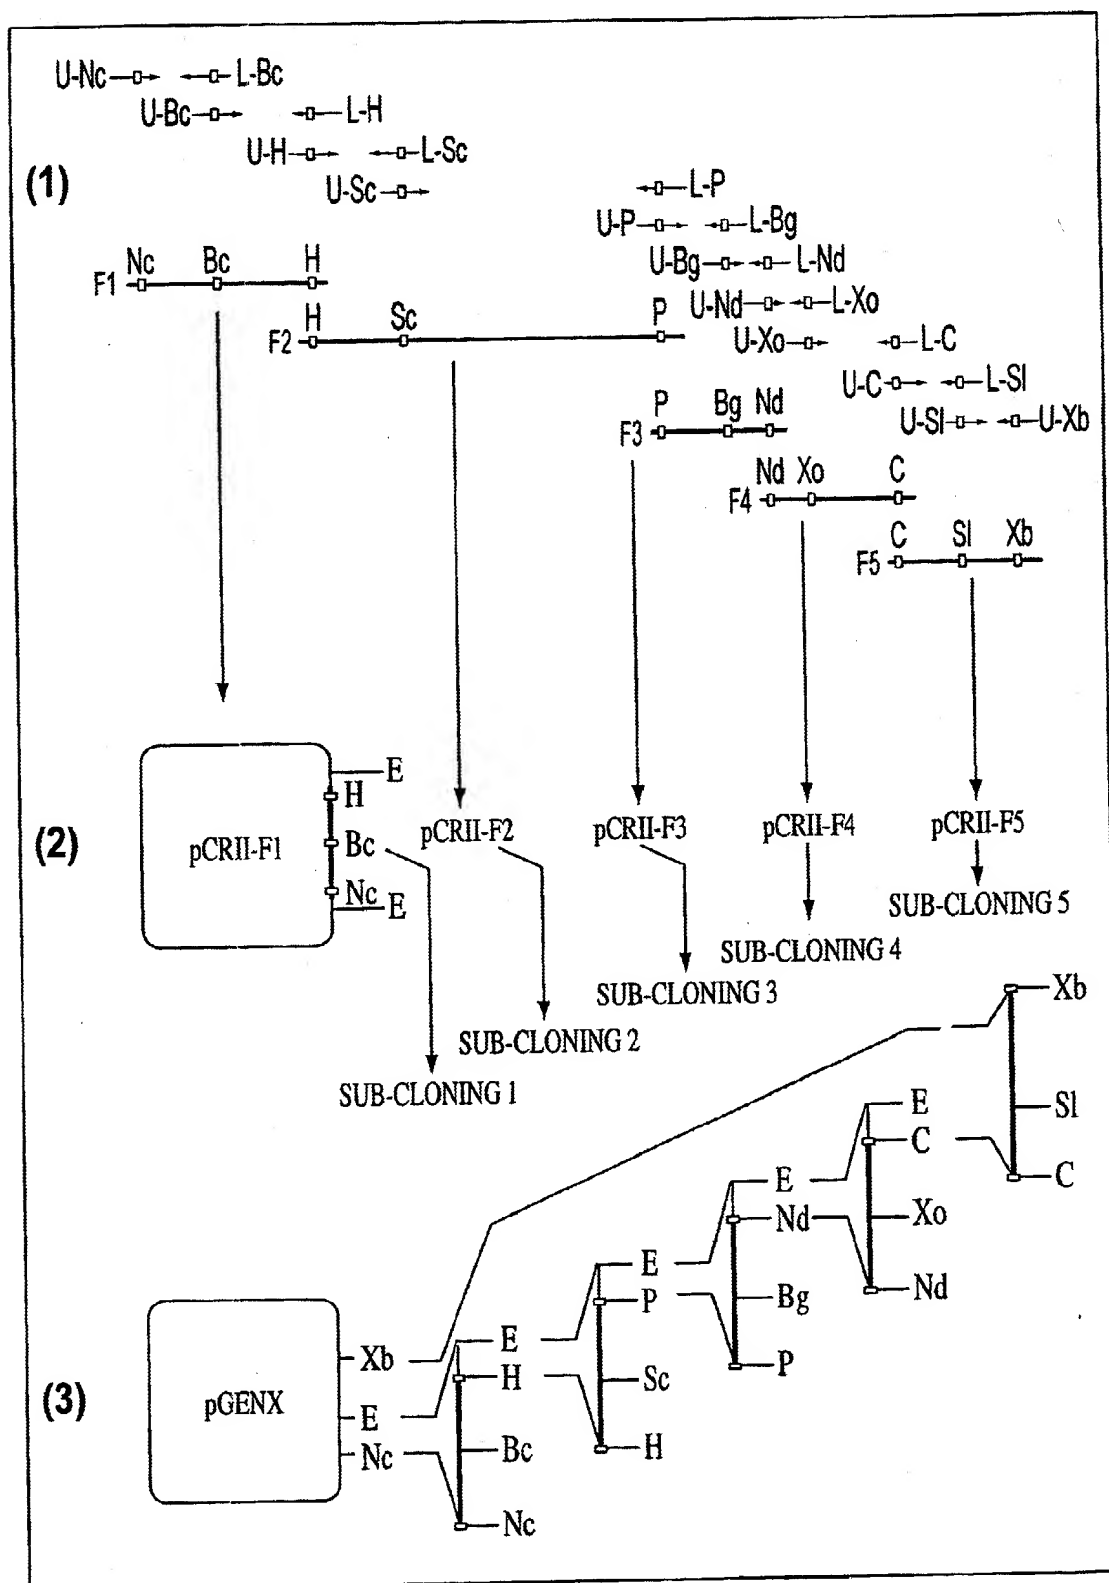 U-Nc L-Bc
U-Bc L-H
U-H L-Sc
(1)
U-Sc L-P
U-P L-Bg
Nc Bc H U-Bg L-Nd
F1
H Sc P U-Nd L-Xo
F2 U-Xo L-C
U-C L-Sl
P Bg Nd U-Sl U-Xb
F3
Nd Xo C
F4
C Sl Xb
F5
E
H
(2) pCRII-F1 Bc pCRII-F2 pCRII-F3 pCRII-F4 pCRII-F5
Nc
E
SUB-CLONING 5
SUB-CLONING 4
SUB-CLONING 3
SUB-CLONING 2
SUB-CLONING 1
Xb
E Sl
C
E C
Nd Xo
E
P Bg Nd
E
Xb H Sc P
(3) pGENX
E
Nc Bc H
Nc